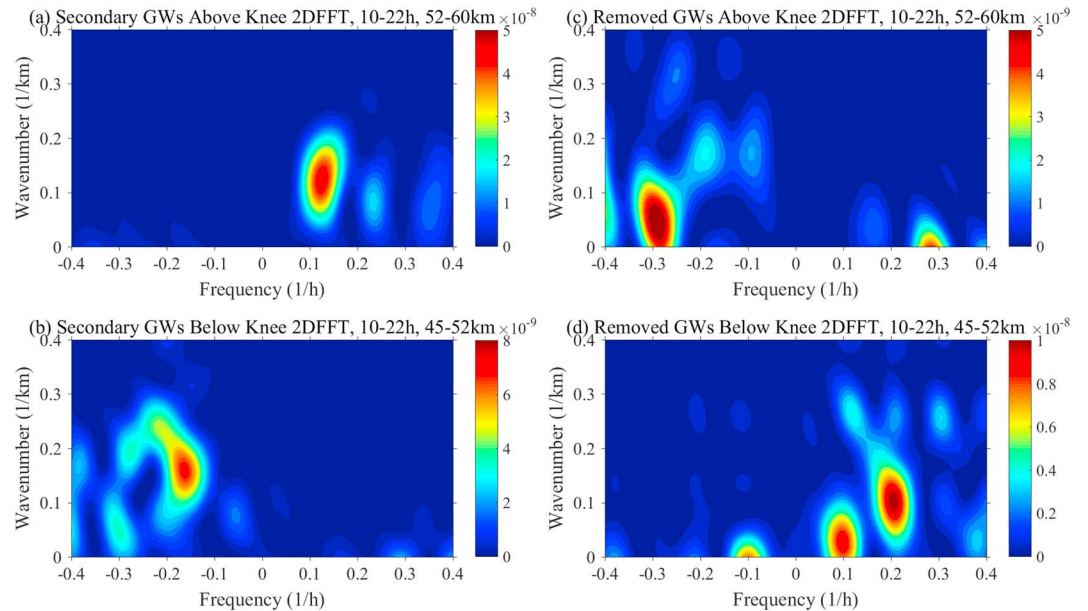 (a) Secondary GWs Above Knee 2DFFT, 10-22h, 52-60km ×10⁻⁸
0.4
0.3
0.2
0.1
0
Wavenumber (1/km)
-0.4 -0.3 -0.2 -0.1 0 0.1 0.2 0.3 0.4
Frequency (1/h)
5
4
3
2
1
0
(c) Removed GWs Above Knee 2DFFT, 10-22h, 52-60km ×10⁻⁹
0.4
0.3
0.2
0.1
0
Wavenumber (1/km)
-0.4 -0.3 -0.2 -0.1 0 0.1 0.2 0.3 0.4
Frequency (1/h)
5
4
3
2
1
0
(b) Secondary GWs Below Knee 2DFFT, 10-22h, 45-52km ×10⁻⁹
0.4
0.3
0.2
0.1
0
Wavenumber (1/km)
-0.4 -0.3 -0.2 -0.1 0 0.1 0.2 0.3 0.4
Frequency (1/h)
8
6
4
2
0
(d) Removed GWs Below Knee 2DFFT, 10-22h, 45-52km ×10⁻⁸
0.4
0.3
0.2
0.1
0
Wavenumber (1/km)
-0.4 -0.3 -0.2 -0.1 0 0.1 0.2 0.3 0.4
Frequency (1/h)
1
0.8
0.6
0.4
0.2
0